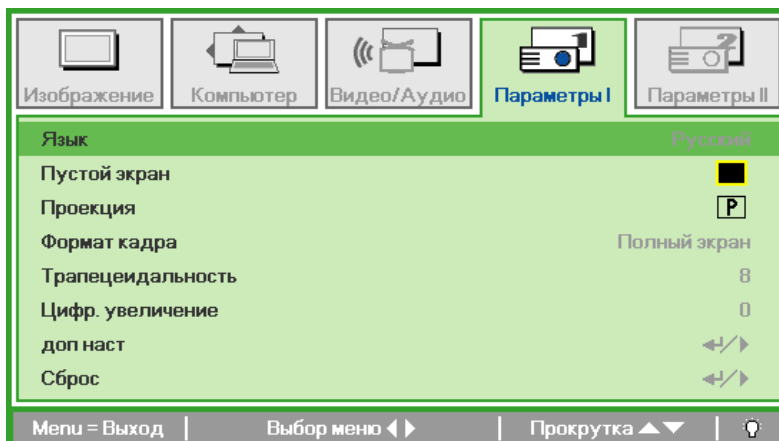 Изображение
Компьютер
Видео/Аудио
Параметры I
Параметры II
Язык Русский
Пустой экран
Проекция P
Формат кадра Полный экран
Трапецеидальность 8
Цифр. увеличение 0
доп наст
Сброс
Menu = Выход Выбор меню Прокрутка